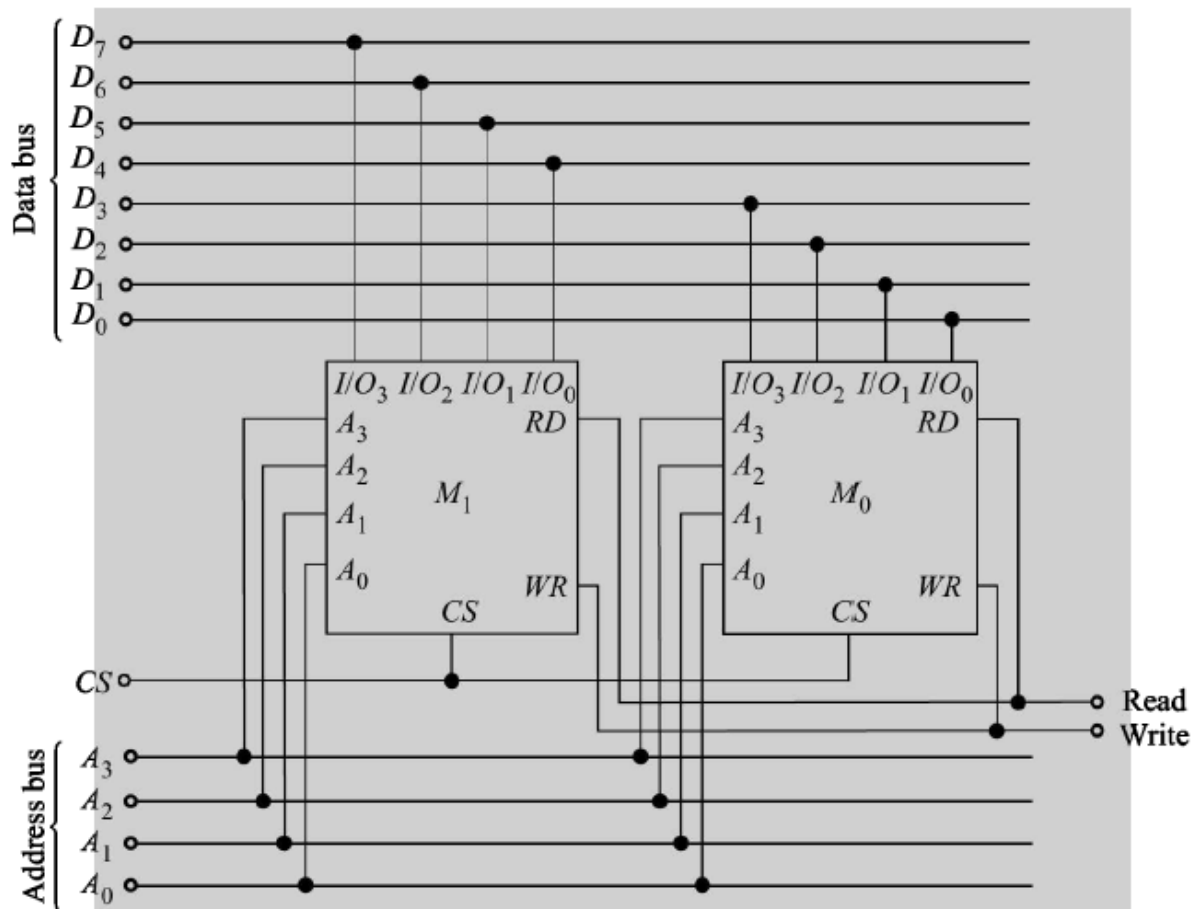 Data bus
D₇
D₆
D₅
D₄
D₃
D₂
D₁
D₀
I/O₃ I/O₂ I/O₁ I/O₀
A₃ RD
A₂
M₁
A₁
A₀
WR
CS
I/O₃ I/O₂ I/O₁ I/O₀
A₃ RD
A₂
M₀
A₁
A₀
WR
CS
CS
Read
Write
Address bus
A₃
A₂
A₁
A₀